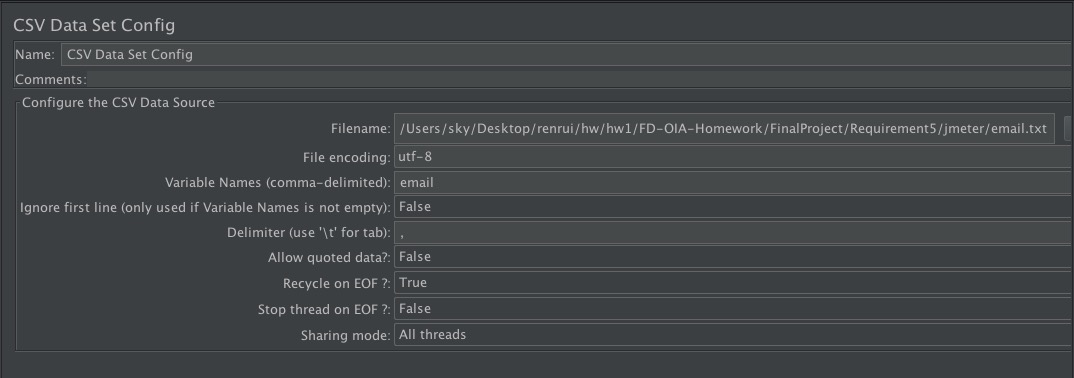 CSV Data Set Config
Name: CSV Data Set Config
Comments:
Configure the CSV Data Source
Filename: /Users/sky/Desktop/renrui/hw/hw1/FD-OIA-Homework/FinalProject/Requirement5/jmeter/email.txt
File encoding: utf-8
Variable Names (comma-delimited): email
Ignore first line (only used if Variable Names is not empty): False
Delimiter (use '\t' for tab): ,
Allow quoted data?: False
Recycle on EOF ?: True
Stop thread on EOF ?: False
Sharing mode: All threads